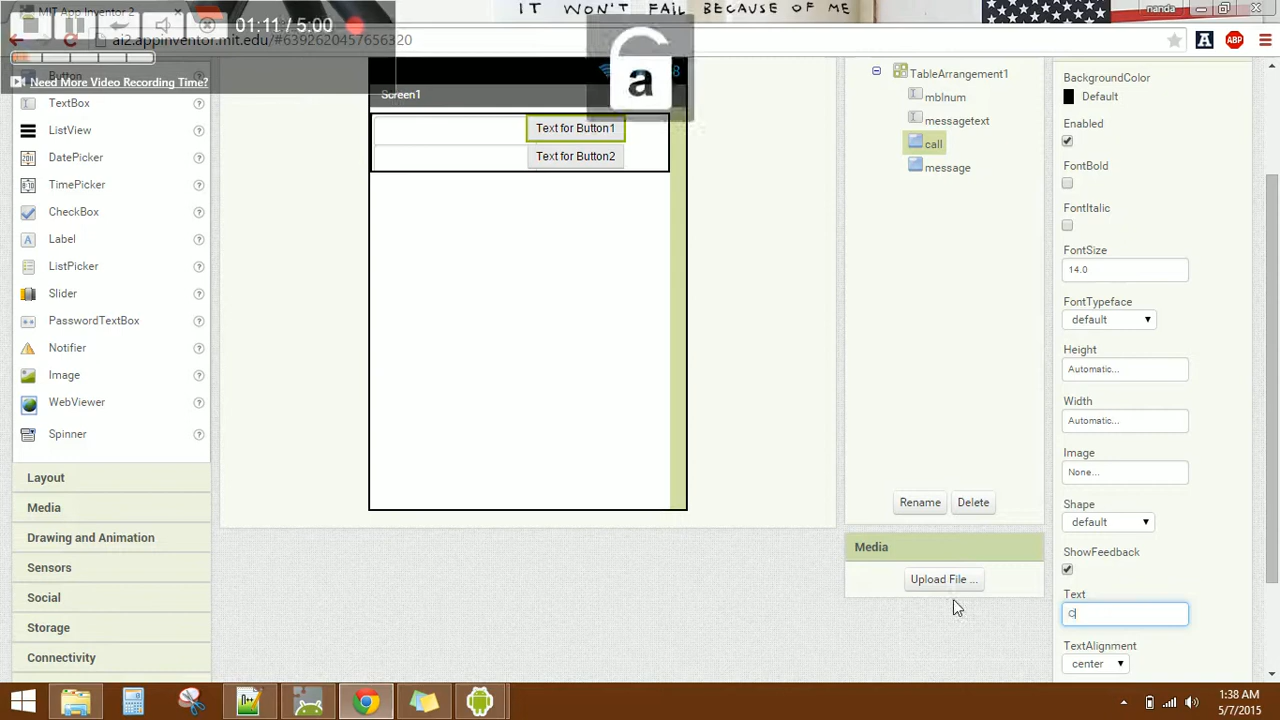 IT WON'T FAIL BECAUSE OF ME
nanda
MIT App Inventor 2
01:11 / 5:00
ai2.appinventor.mit.edu/#6392620457656320
ABP
Need More Video Recording Time?
a
Button
TextBox
ListView
DatePicker
TimePicker
CheckBox
Label
ListPicker
Slider
PasswordTextBox
Notifier
Image
WebViewer
Spinner
Layout
Media
Drawing and Animation
Sensors
Social
Storage
Connectivity
Screen1
Text for Button1
Text for Button2
TableArrangement1
mblnum
messagetext
call
message
Rename
Delete
Media
Upload File ...
BackgroundColor
Default
Enabled
FontBold
FontItalic
FontSize
14.0
FontTypeface
default
Height
Automatic...
Width
Automatic...
Image
None...
Shape
default
ShowFeedback
Text
C
TextAlignment
center
1:38 AM
5/7/2015